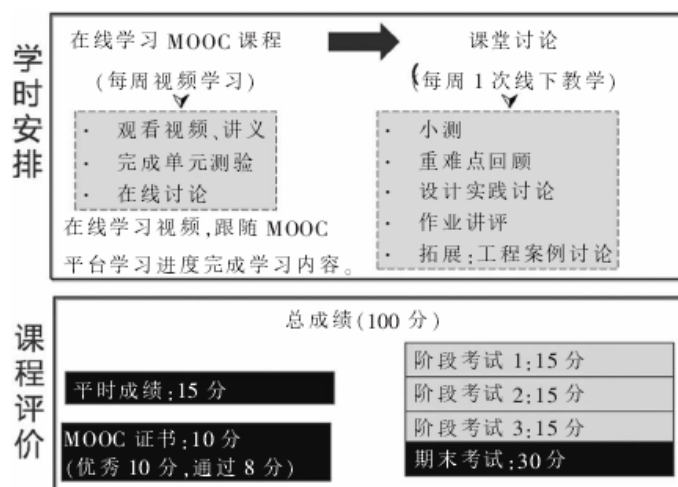 学时安排
在线学习 MOOC 课程
(每周视频学习)
· 观看视频、讲义
· 完成单元测验
· 在线讨论
在线学习视频,跟随 MOOC
平台学习进度完成学习内容。
课堂讨论
(每周 1 次线下教学)
· 小测
· 重难点回顾
· 设计实践讨论
· 作业讲评
· 拓展:工程案例讨论
课程评价
总成绩(100 分)
平时成绩:15 分
MOOC 证书:10 分
(优秀 10 分,通过 8 分)
阶段考试 1:15 分
阶段考试 2:15 分
阶段考试 3:15 分
期末考试:30 分